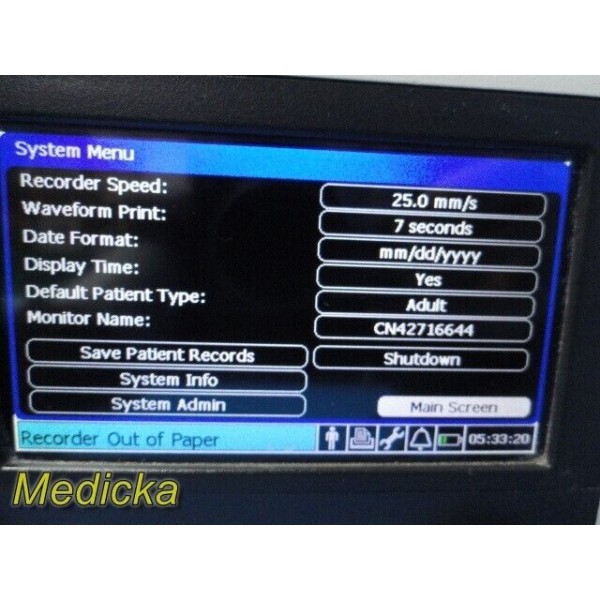 System Menu
Recorder Speed: 25.0 mm/s
Waveform Print: 7 seconds
Date Format: mm/dd/yyyy
Display Time: Yes
Default Patient Type: Adult
Monitor Name: CN42716644
Save Patient Records Shutdown
System Info
System Admin Main Screen
Recorder Out of Paper 05:33:20
Medicka